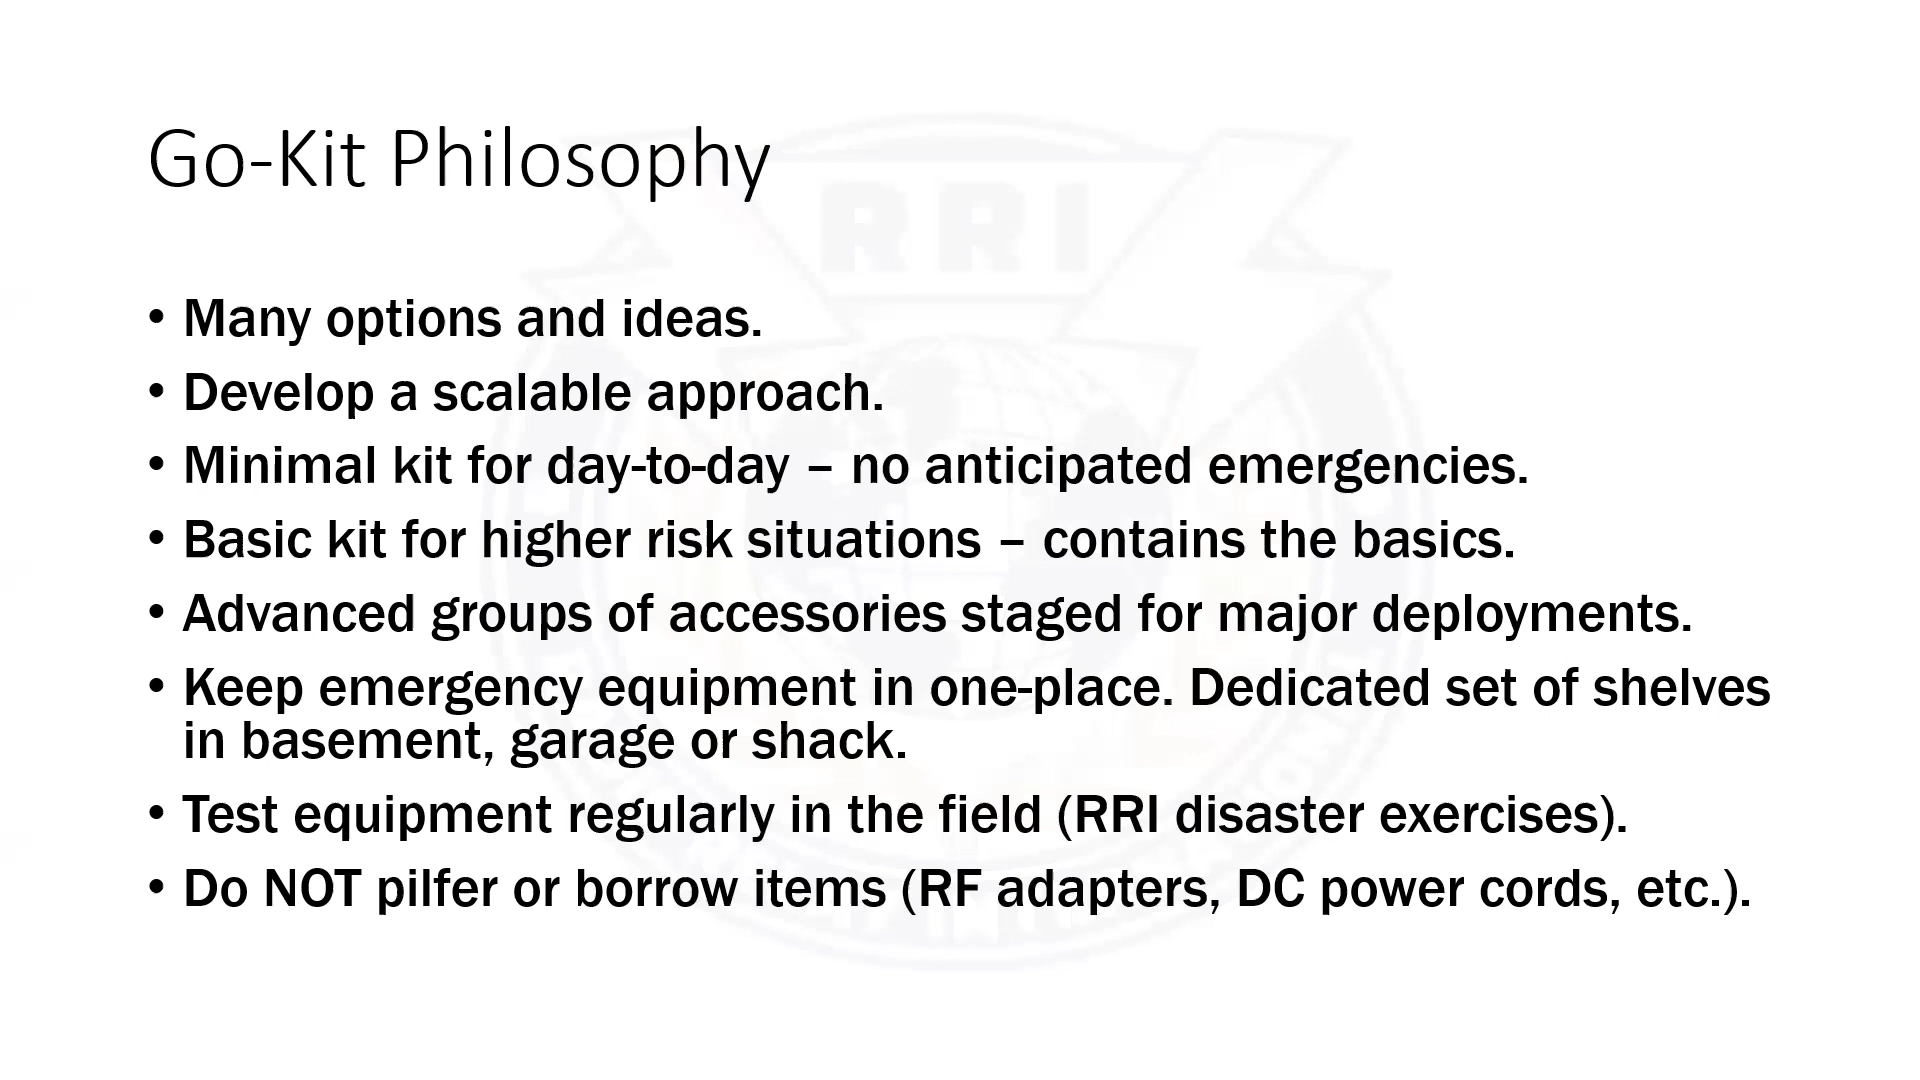 Go-Kit Philosophy
RRI
• Many options and ideas.
• Develop a scalable approach.
• Minimal kit for day-to-day – no anticipated emergencies.
• Basic kit for higher risk situations – contains the basics.
• Advanced groups of accessories staged for major deployments.
• Keep emergency equipment in one-place. Dedicated set of shelves
in basement, garage or shack.
• Test equipment regularly in the field (RRI disaster exercises).
• Do NOT pilfer or borrow items (RF adapters, DC power cords, etc.).